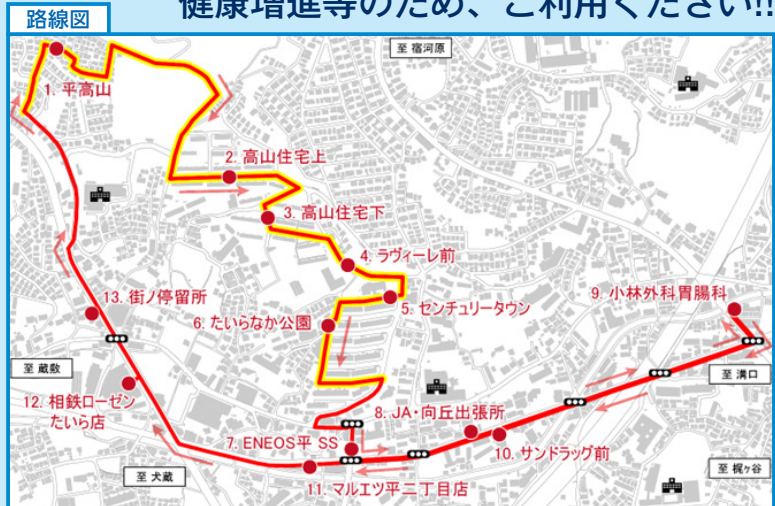 健康増進等のため、ご利用ください!!
路線図
至 宿河原
1. 平高山
2. 高山住宅上
3. 高山住宅下
4. ラヴィーレ前
5. センチュリータウン
6. たいらなか公園
13. 街ノ停留所
9. 小林外科胃腸科
至 蔵敷
至 溝口
12. 相鉄ローゼン
たいら店
8. JA・向丘出張所
7. ENEOS平 SS
10. サンドラッグ前
至 犬蔵
11. マルエツ平二丁目店
至 梶ヶ谷